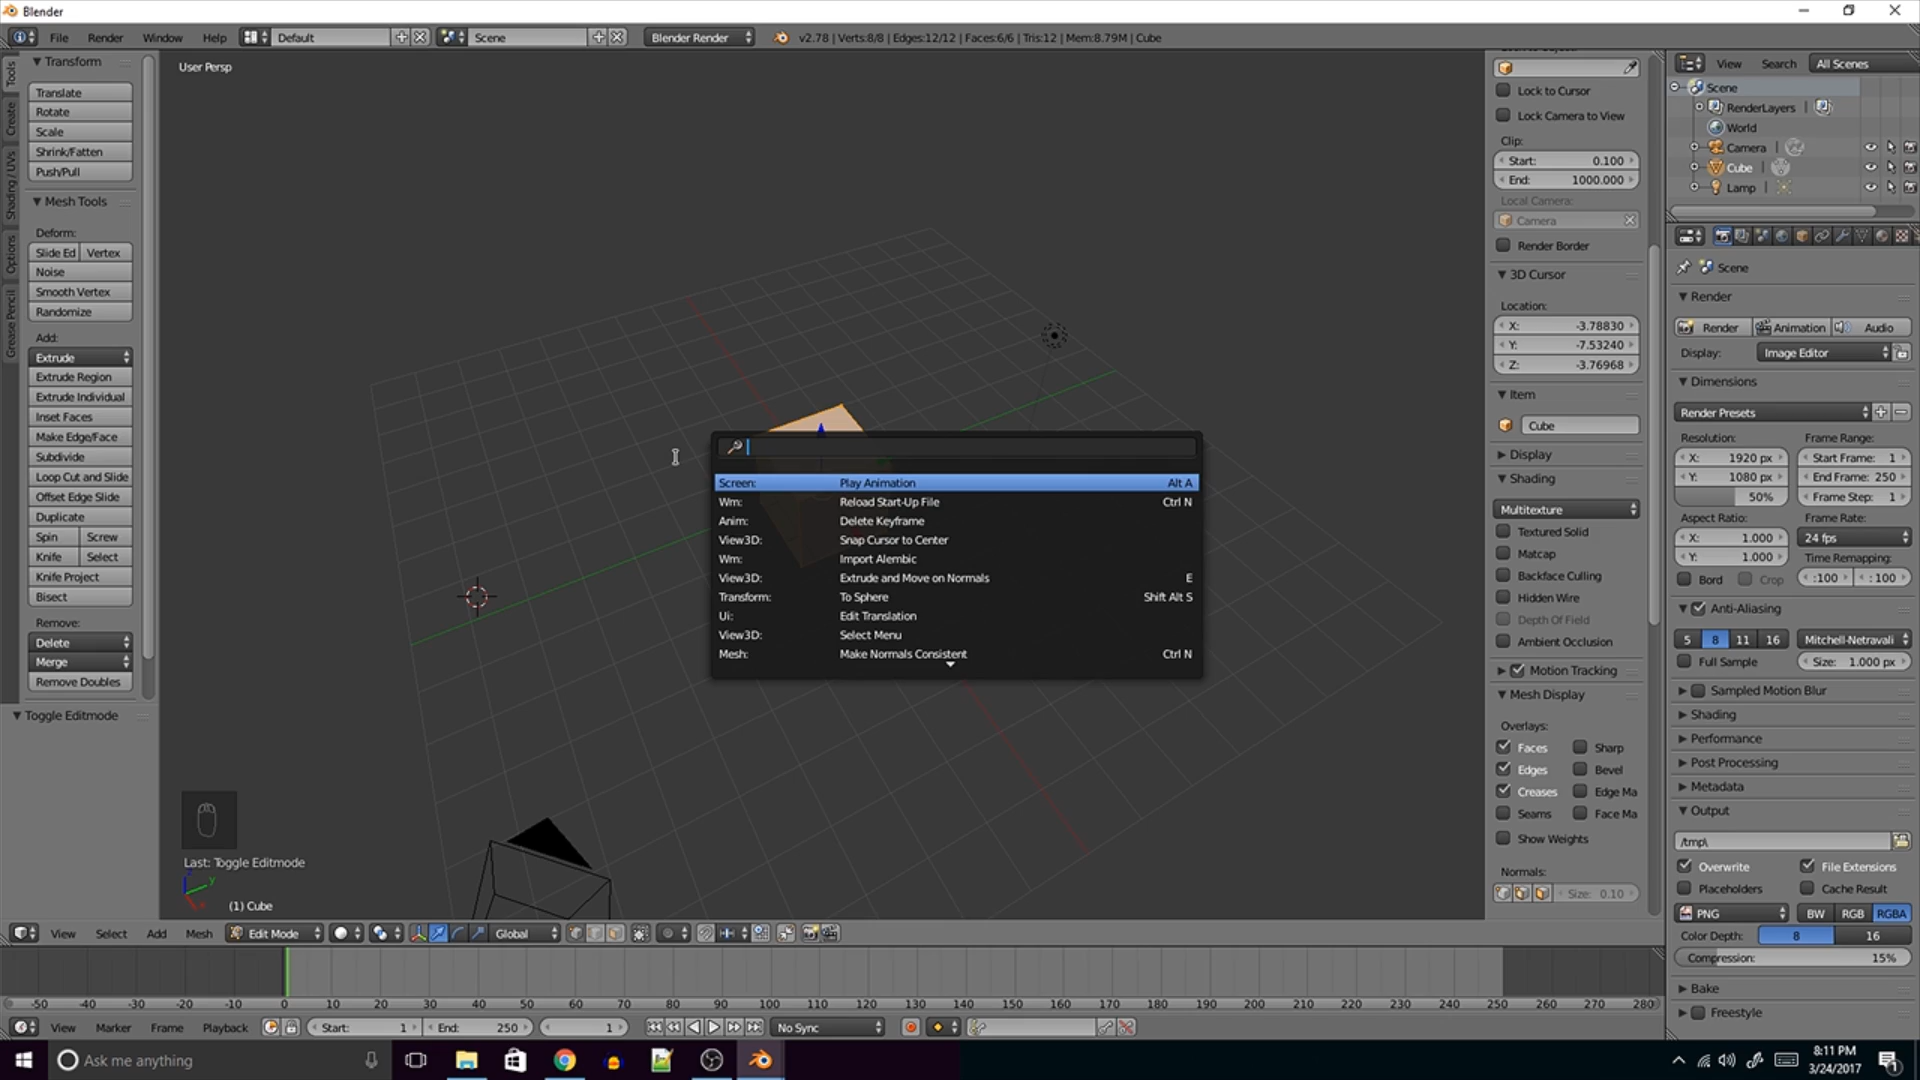 Blender
File Render Window Help Default Scene Blender Render v2.78 | Verts:8/8 | Edges:12/12 | Faces:6/6 | Tris:12 | Mem:8.79M | Cube
Tools
Create
Shading / UVs
Options
Grease Pencil
Transform
Translate
Rotate
Scale
Shrink/Fatten
Push/Pull
Mesh Tools
Deform:
Slide Ed Vertex
Noise
Smooth Vertex
Randomize
Add:
Extrude
Extrude Region
Extrude Individual
Inset Faces
Make Edge/Face
Subdivide
Loop Cut and Slide
Offset Edge Slide
Duplicate
Spin Screw
Knife Select
Knife Project
Bisect
Remove:
Delete
Merge
Remove Doubles
Toggle Editmode
User Persp
Screen: Play Animation Alt A
Wm: Reload Start-Up File Ctrl N
Anim: Delete Keyframe
View3D: Snap Cursor to Center
Wm: Import Alembic
View3D: Extrude and Move on Normals E
Transform: To Sphere Shift Alt S
Ui: Edit Translation
View3D: Select Menu
Mesh: Make Normals Consistent Ctrl N
Last: Toggle Editmode
z
y
x
(1) Cube
Lock to Cursor
Lock Camera to View
Clip:
Start: 0.100
End: 1000.000
Local Camera:
Camera
Render Border
3D Cursor
Location:
X: -3.78830
Y: -7.53240
Z: -3.76968
Item
Cube
Display
Shading
Multitexture
Textured Solid
Matcap
Backface Culling
Hidden Wire
Depth Of Field
Ambient Occlusion
Motion Tracking
Mesh Display
Overlays:
Faces Sharp
Edges Bevel
Creases Edge Ma
Seams Face Ma
Show Weights
Normals:
Size: 0.10
View Search All Scenes
Scene
RenderLayers
World
Camera
Cube
Lamp
Scene
Render
Render Animation Audio
Display: Image Editor
Dimensions
Render Presets
Resolution: Frame Range:
X: 1920 px Start Frame: 1
Y: 1080 px End Frame: 250
50% Frame Step: 1
Aspect Ratio: Frame Rate:
X: 1.000 24 fps
Y: 1.000 Time Remapping:
Bord Crop :100 : 100
Anti-Aliasing
5 8 11 16 Mitchell-Netravali
Full Sample Size: 1.000 px
Sampled Motion Blur
Shading
Performance
Post Processing
Metadata
Output
/tmp\
Overwrite File Extensions
Placeholders Cache Result
PNG BW RGB RGBA
Color Depth: 8 16
Compression: 15%
Bake
Freestyle
View Select Add Mesh Edit Mode Global
-50 -40 -30 -20 -10 0 10 20 30 40 50 60 70 80 90 100 110 120 130 140 150 160 170 180 190 200 210 220 230 240 250 260 270 280
View Marker Frame Playback Start: 1 End: 250 1 No Sync
Ask me anything
8:11 PM
3/24/2017
1